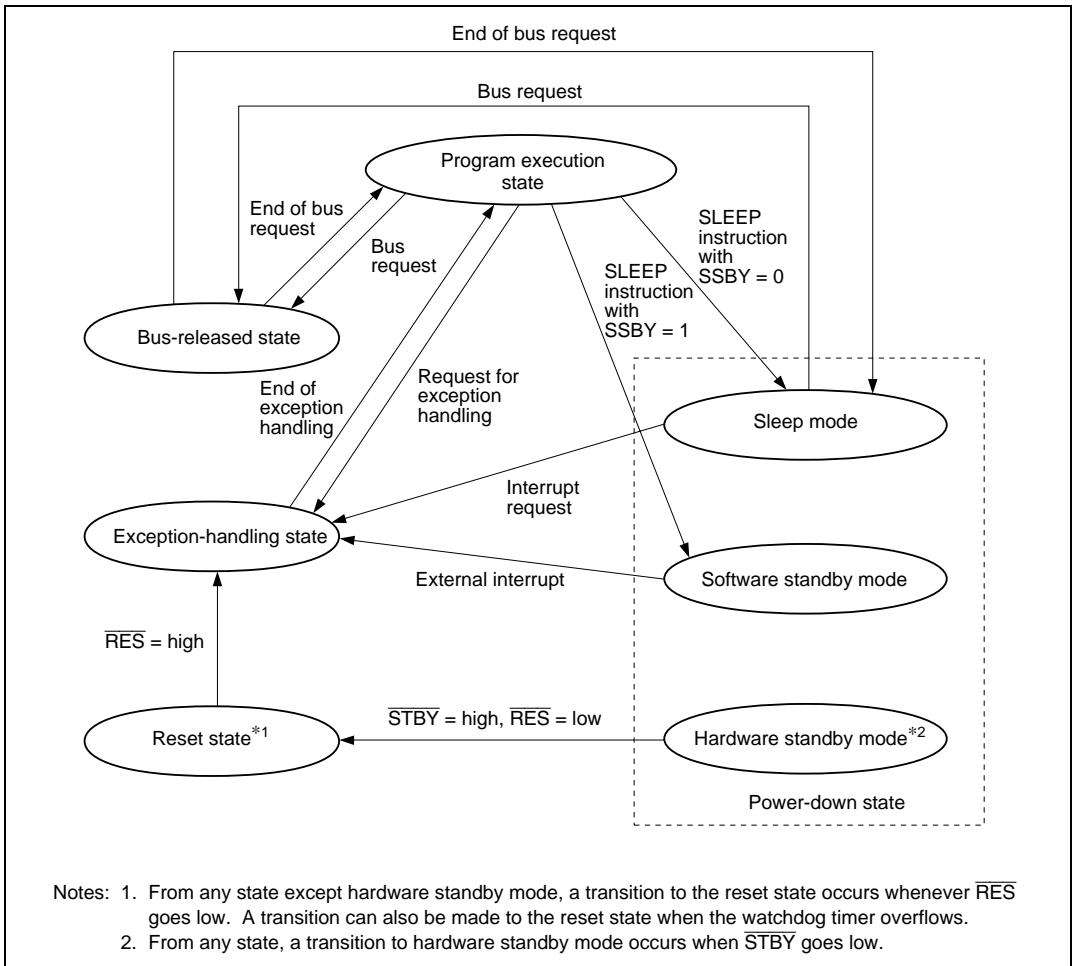 End of bus request
Bus request
Program execution
state
End of bus
request
Bus
request
SLEEP
instruction
with
SSBY = 0
SLEEP
instruction
with
SSBY = 1
Bus-released state
End of
exception
handling
Request for
exception
handling
Sleep mode
Interrupt
request
Exception-handling state
External interrupt
Software standby mode
R̅E̅S̅ = high
S̅T̅B̅Y̅ = high, R̅E̅S̅ = low
Reset state*1
Hardware standby mode*2
Power-down state
Notes: 1. From any state except hardware standby mode, a transition to the reset state occurs whenever R̅E̅S̅
goes low. A transition can also be made to the reset state when the watchdog timer overflows.
2. From any state, a transition to hardware standby mode occurs when S̅T̅B̅Y̅ goes low.